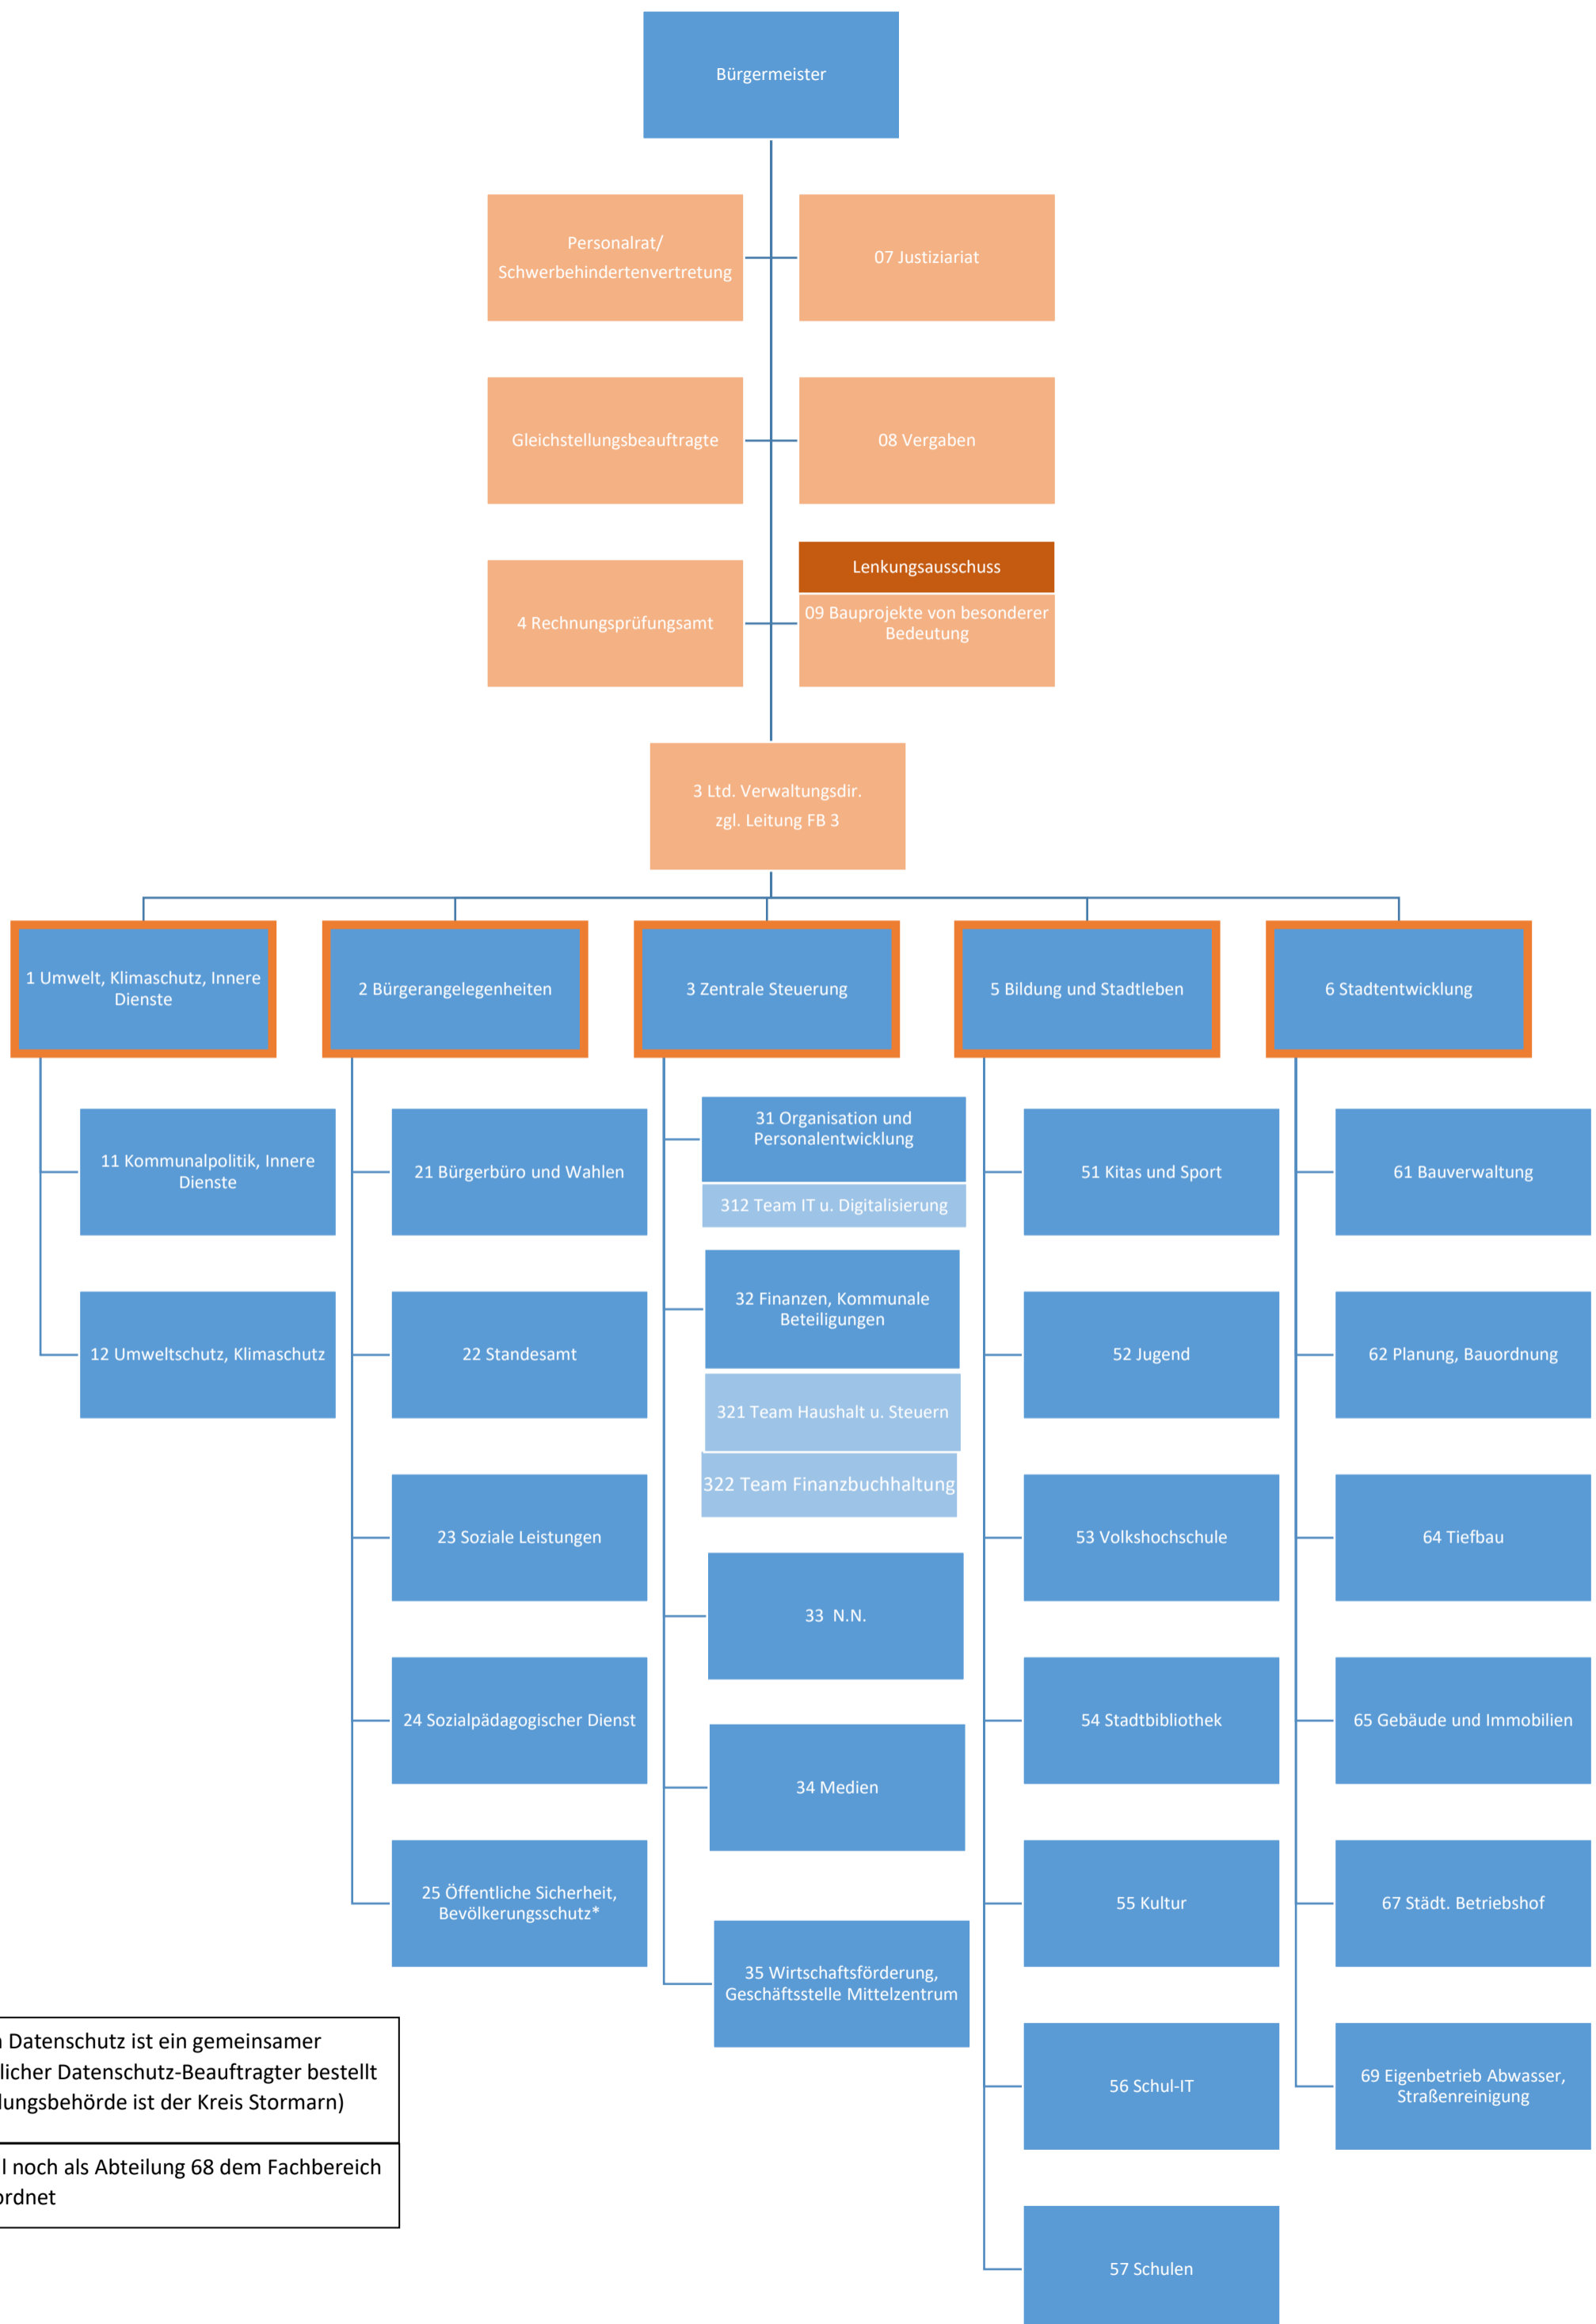 Bürgermeister
Personalrat/
Schwerbehindertenvertretung
07 Justiziariat
Gleichstellungsbeauftragte
08 Vergaben
Lenkungsausschuss
4 Rechnungsprüfungsamt
09 Bauprojekte von besonderer
Bedeutung
3 Ltd. Verwaltungsdir.
zgl. Leitung FB 3
1 Umwelt, Klimaschutz, Innere
Dienste
2 Bürgerangelegenheiten
3 Zentrale Steuerung
5 Bildung und Stadtleben
6 Stadtentwicklung
11 Kommunalpolitik, Innere
Dienste
12 Umweltschutz, Klimaschutz
21 Bürgerbüro und Wahlen
22 Standesamt
23 Soziale Leistungen
24 Sozialpädagogischer Dienst
25 Öffentliche Sicherheit,
Bevölkerungsschutz*
31 Organisation und
Personalentwicklung
312 Team IT u. Digitalisierung
32 Finanzen, Kommunale
Beteiligungen
321 Team Haushalt u. Steuern
322 Team Finanzbuchhaltung
33 N.N.
34 Medien
35 Wirtschaftsförderung,
Geschäftsstelle Mittelzentrum
51 Kitas und Sport
52 Jugend
53 Volkshochschule
54 Stadtbibliothek
55 Kultur
56 Schul-IT
57 Schulen
61 Bauverwaltung
62 Planung, Bauordnung
64 Tiefbau
65 Gebäude und Immobilien
67 Städt. Betriebshof
69 Eigenbetrieb Abwasser,
Straßenreinigung
Datenschutz ist ein gemeinsamer
Datenschutz-Beauftragter bestellt
ist der Kreis Stormarn)
noch als Abteilung 68 dem Fachbereich